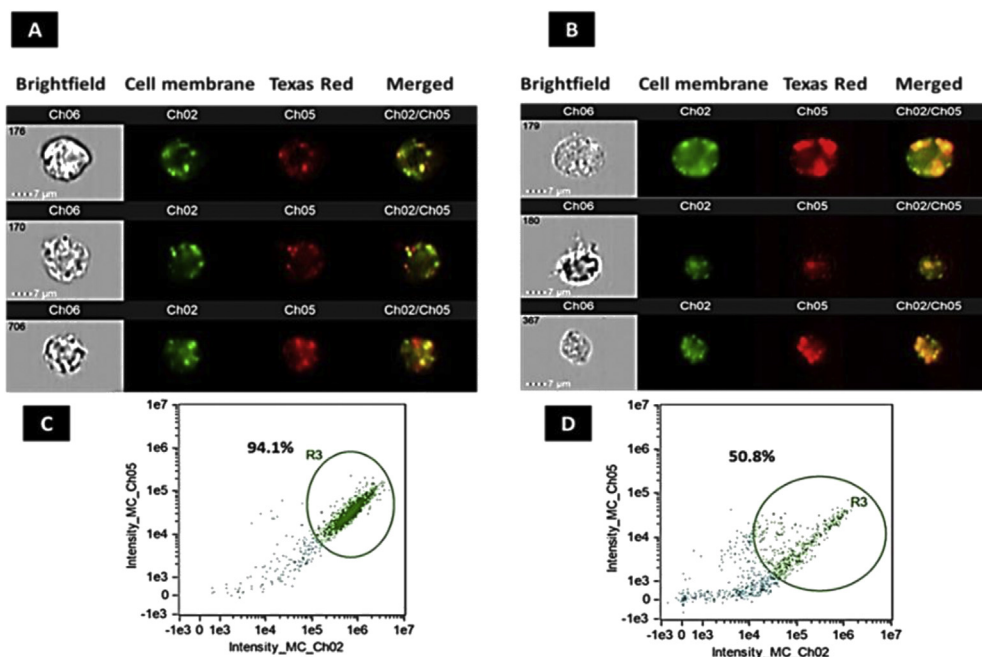 A
Brightfield Cell membrane Texas Red Merged
Ch06 Ch02 Ch05 Ch02/Ch05
176
7 µm
Ch06 Ch02 Ch05 Ch02/Ch05
170
7 µm
Ch06 Ch02 Ch05 Ch02/Ch05
706
7 µm
B
Brightfield Cell membrane Texas Red Merged
Ch06 Ch02 Ch05 Ch02/Ch05
179
7 µm
Ch06 Ch02 Ch05 Ch02/Ch05
180
7 µm
Ch06 Ch02 Ch05 Ch02/Ch05
367
7 µm
C
94.1%
R3
Intensity_MC_Ch05
1e7
1e6
1e5
1e4
1e3
0
-1e3
-1e3 0 1e3 1e4 1e5 1e6 1e7
Intensity_MC_Ch02
D
50.8%
R3
Intensity_MC_Ch05
1e7
1e6
1e5
1e4
1e3
0
-1e3
-1e3 0 1e3 1e4 1e5 1e6 1e7
Intensity_MC_Ch02